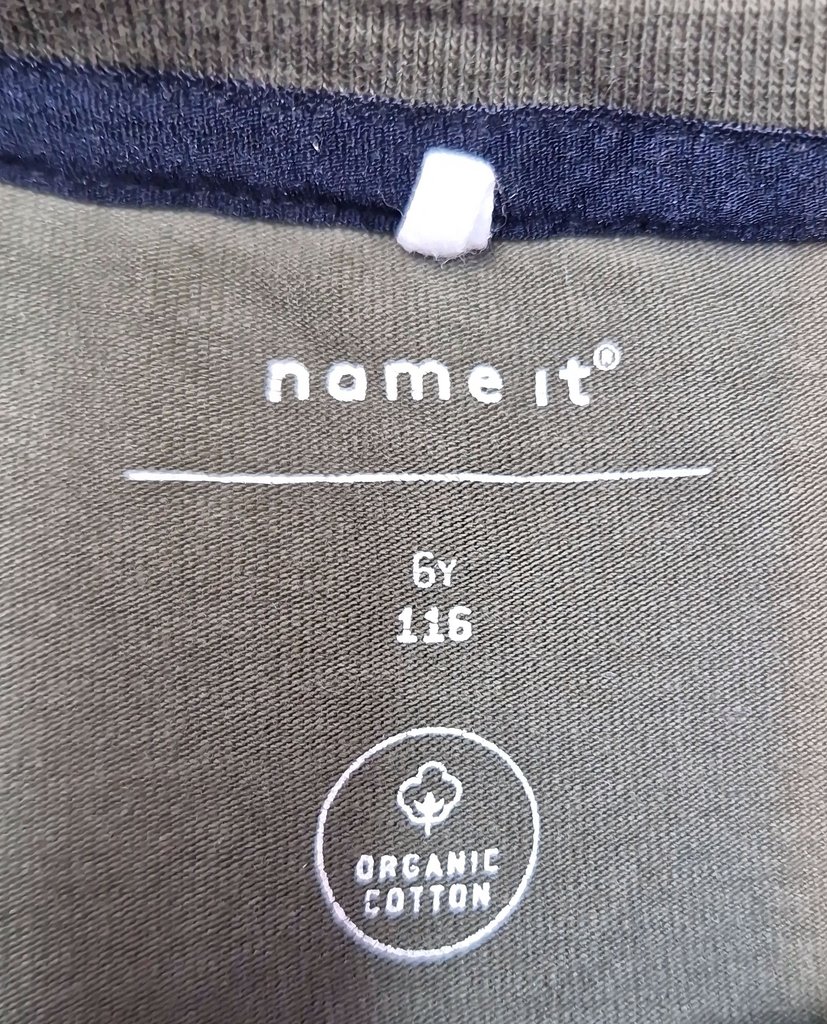 name it®
6Y
116
ORGANIC
COTTON